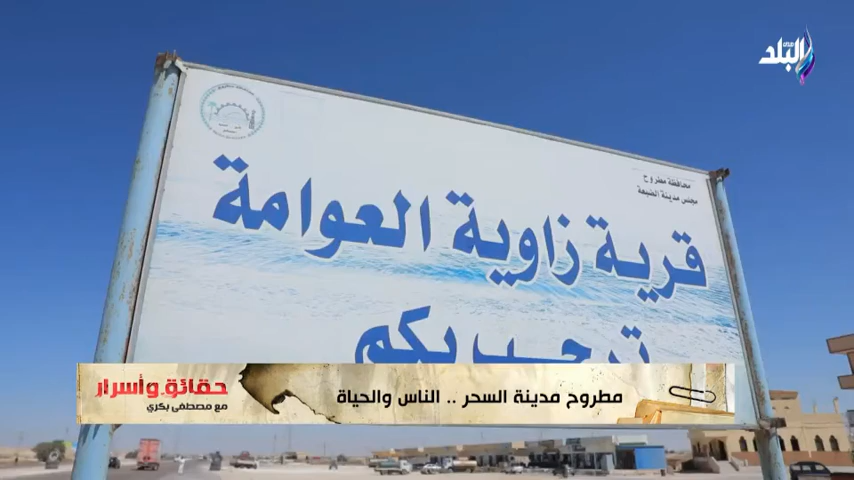 صدى
البلد
محافظة مطروح
مجلس مدينة الضبعة
قرية زاوية العوامة
ترحب بكم
مطروح مدينة السحر .. الناس والحياة
حقائق وأسرار
مع مصطفى بكري